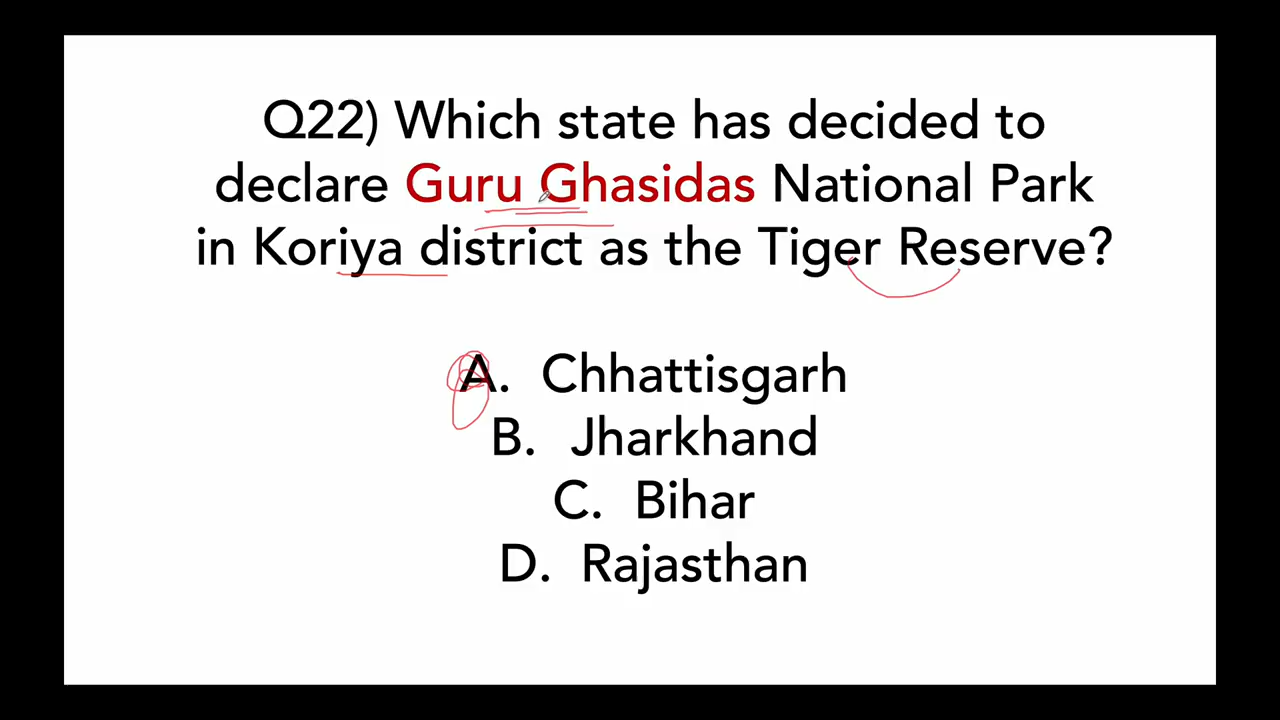 Q22) Which state has decided to
declare Guru Ghasidas National Park
in Koriya district as the Tiger Reserve?
A. Chhattisgarh
B. Jharkhand
C. Bihar
D. Rajasthan